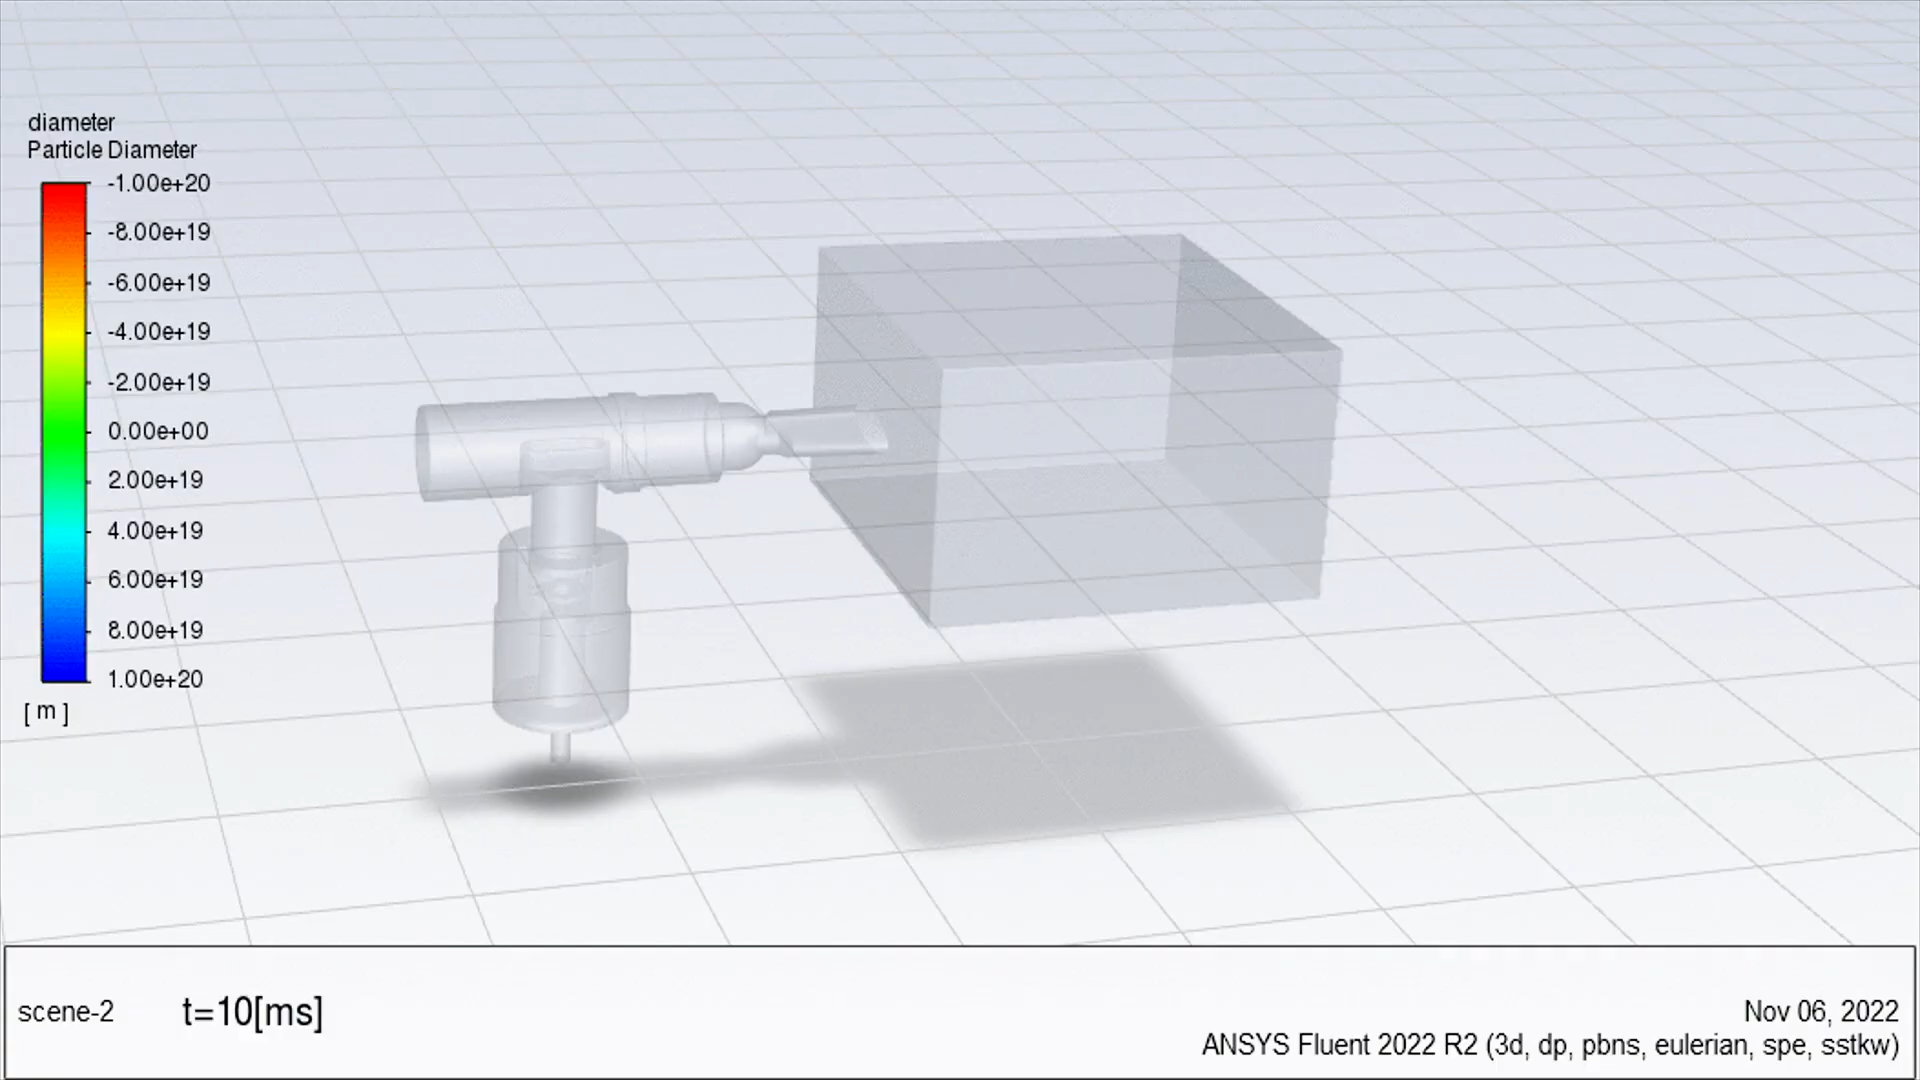 diameter
Particle Diameter
-1.00e+20
-8.00e+19
-6.00e+19
-4.00e+19
-2.00e+19
0.00e+00
2.00e+19
4.00e+19
6.00e+19
8.00e+19
1.00e+20
[ m ]
scene-2
t=10[ms]
Nov 06, 2022
ANSYS Fluent 2022 R2 (3d, dp, pbns, eulerian, spe, sstkw)